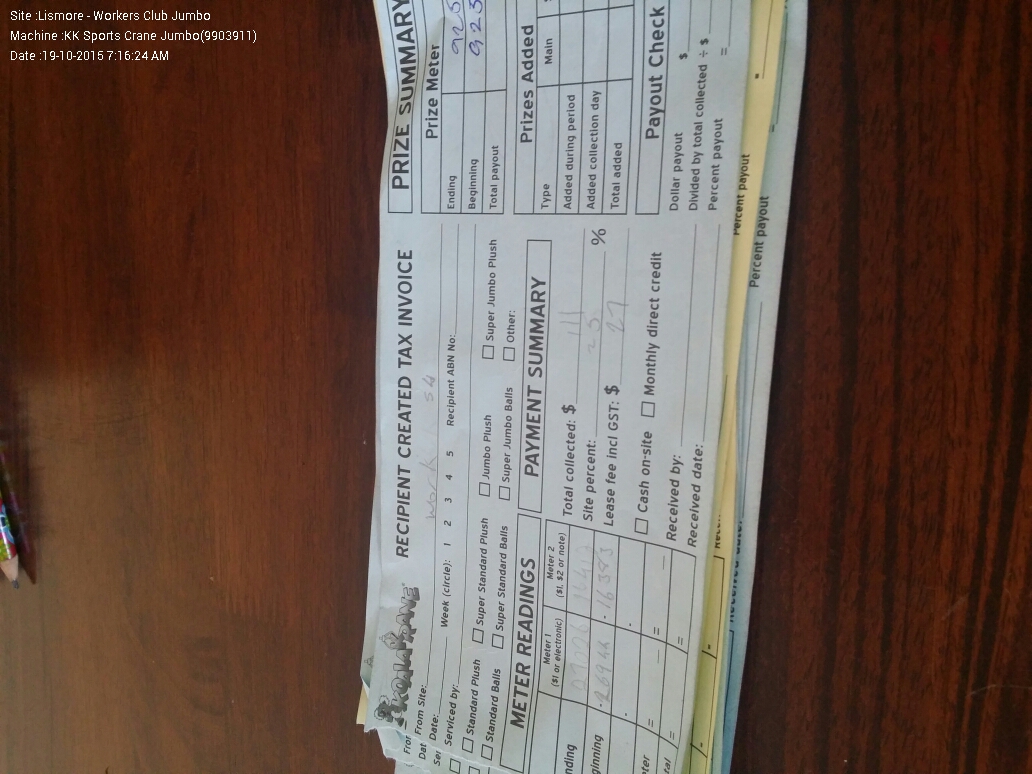 Site :Lismore - Workers Club Jumbo
Machine :KK Sports Crane Jumbo(9903911)
Date :19-10-2015 7:16:24 AM
RECIPIENT CREATED TAX INVOICE
From Site:
Date: Week (circle): 1 2 3 4 5 Recipient ABN No:
Serviced by:
Standard Plush Super Standard Plush Jumbo Plush Super Jumbo Plush
Standard Balls Super Standard Balls Super Jumbo Balls Other:
METER READINGS
Meter 1 Meter 2
($1 or electronic) ($1, $2 or note)
16383
PAYMENT SUMMARY
Total collected: $ 111
Site percent: 25 %
Lease fee incl GST: $ 27
Cash on-site Monthly direct credit
Received by:
Received date:
PRIZE SUMMARY
Prize Meter
Ending 925
Beginning 923
Total payout
Prizes Added
Type Main
Added during period
Added collection day
Total added
Payout Check
Dollar payout $
Divided by total collected ÷ $
Percent payout =
Percent payout
Percent payout